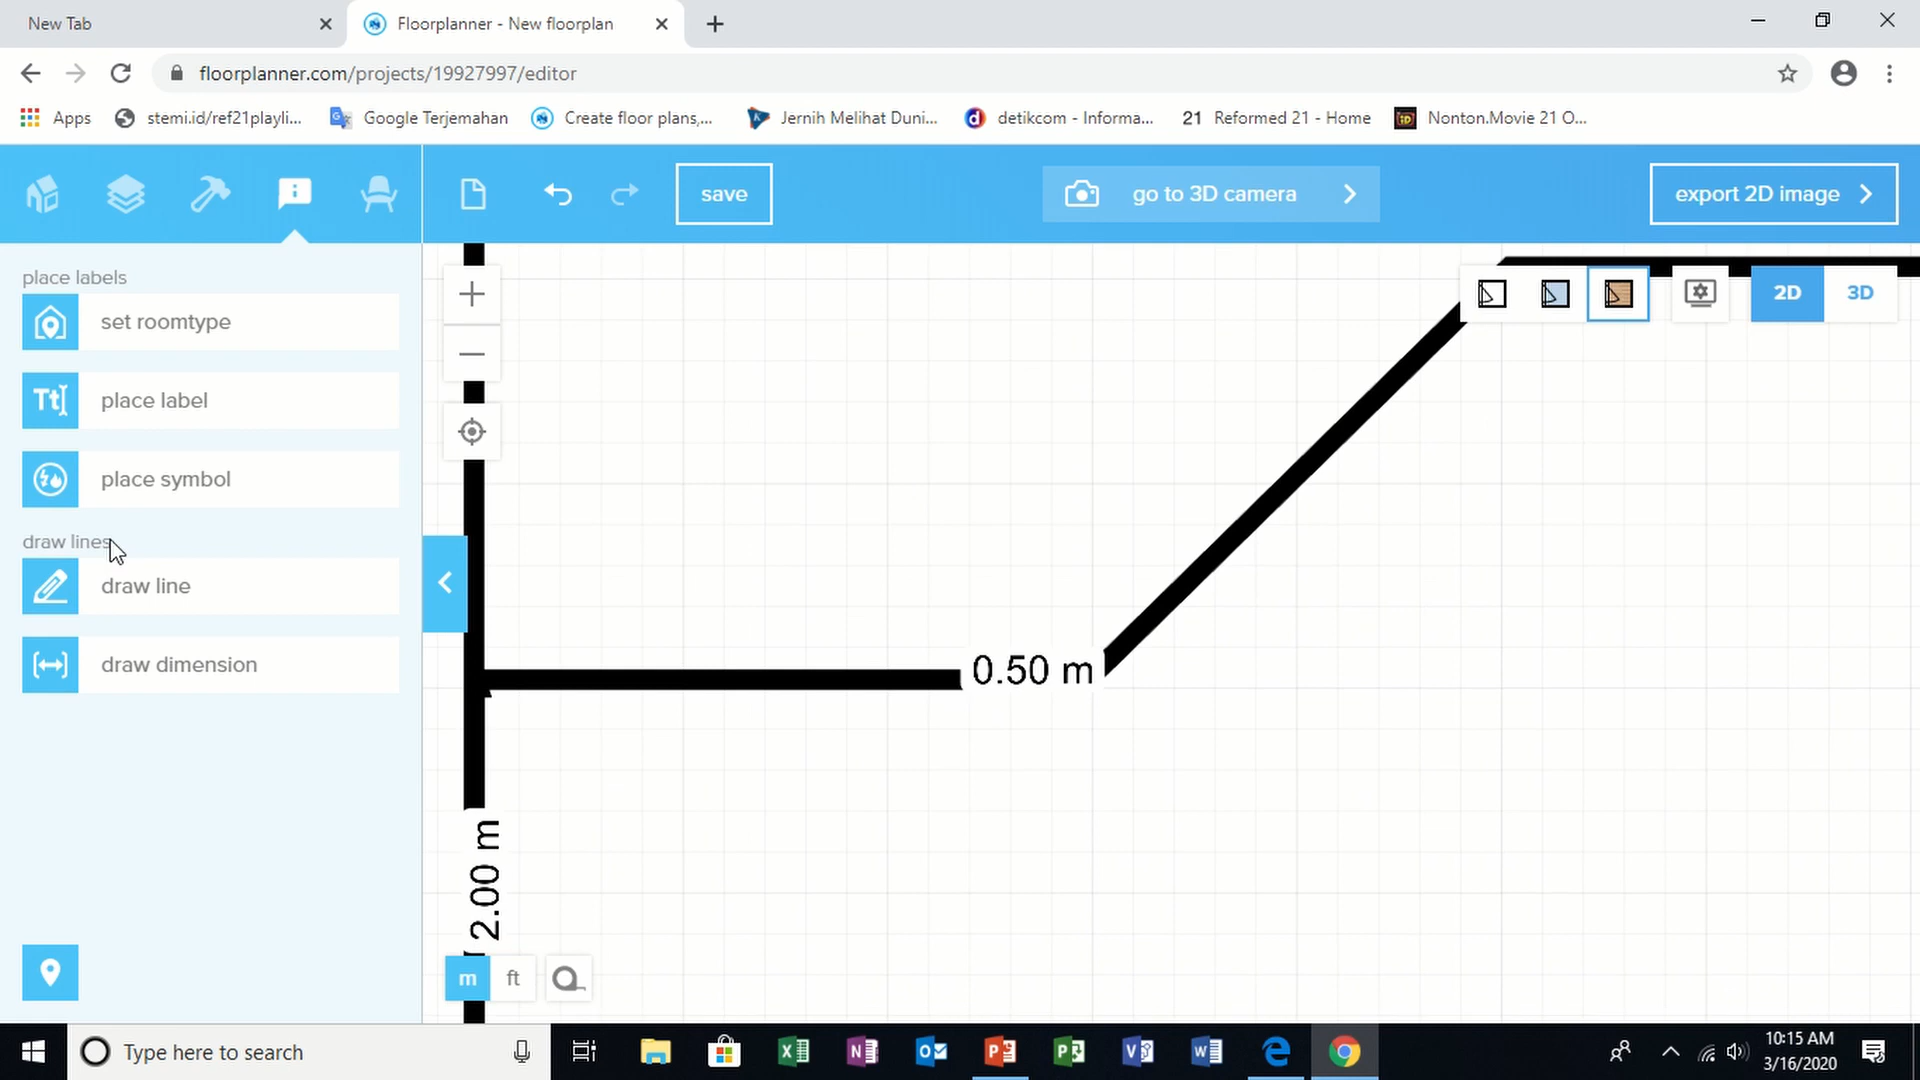 New Tab
Floorplanner - New floorplan
floorplanner.com/projects/19927997/editor
Apps
stemi.id/ref21playli...
Google Terjemahan
Create floor plans,...
Jernih Melihat Duni...
detikcom - Informa...
21 Reformed 21 - Home
Nonton.Movie 21 O...
save
go to 3D camera
export 2D image
place labels
set roomtype
Tt place label
place symbol
draw lines
draw line
draw dimension
2D
3D
0.50 m
2.00 m
m
ft
Type here to search
10:15 AM
3/16/2020